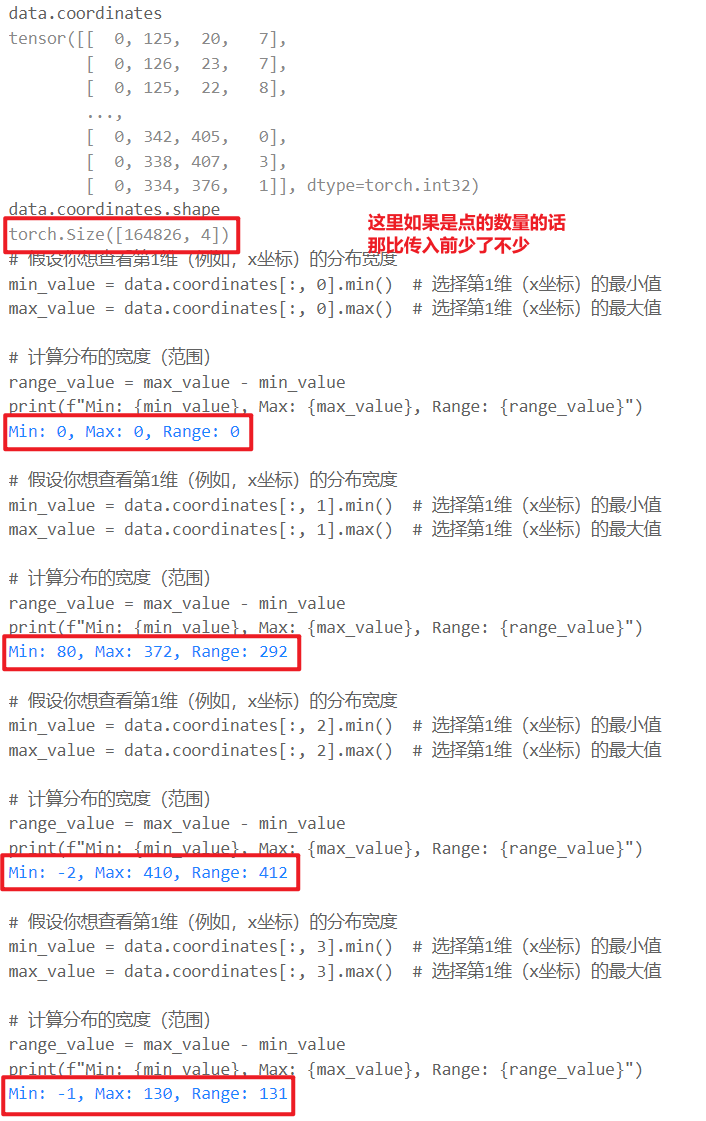 data.coordinates
tensor([[  0, 125,  20,   7],
        [  0, 126,  23,   7],
        [  0, 125,  22,   8],
        ...,
        [  0, 342, 405,   0],
        [  0, 338, 407,   3],
        [  0, 334, 376,   1]], dtype=torch.int32)
data.coordinates.shape
torch.Size([164826, 4])
这里如果是点的数量的话
那比传入前少了不少
# 假设你想查看第1维（例如，x坐标）的分布宽度
min_value = data.coordinates[:, 0].min()  # 选择第1维（x坐标）的最小值
max_value = data.coordinates[:, 0].max()  # 选择第1维（x坐标）的最大值
# 计算分布的宽度（范围）
range_value = max_value - min_value
print(f"Min: {min_value}, Max: {max_value}, Range: {range_value}")
Min: 0, Max: 0, Range: 0
# 假设你想查看第1维（例如，x坐标）的分布宽度
min_value = data.coordinates[:, 1].min()  # 选择第1维（x坐标）的最小值
max_value = data.coordinates[:, 1].max()  # 选择第1维（x坐标）的最大值
# 计算分布的宽度（范围）
range_value = max_value - min_value
print(f"Min: {min_value}, Max: {max_value}, Range: {range_value}")
Min: 80, Max: 372, Range: 292
# 假设你想查看第1维（例如，x坐标）的分布宽度
min_value = data.coordinates[:, 2].min()  # 选择第1维（x坐标）的最小值
max_value = data.coordinates[:, 2].max()  # 选择第1维（x坐标）的最大值
# 计算分布的宽度（范围）
range_value = max_value - min_value
print(f"Min: {min_value}, Max: {max_value}, Range: {range_value}")
Min: -2, Max: 410, Range: 412
# 假设你想查看第1维（例如，x坐标）的分布宽度
min_value = data.coordinates[:, 3].min()  # 选择第1维（x坐标）的最小值
max_value = data.coordinates[:, 3].max()  # 选择第1维（x坐标）的最大值
# 计算分布的宽度（范围）
range_value = max_value - min_value
print(f"Min: {min_value}, Max: {max_value}, Range: {range_value}")
Min: -1, Max: 130, Range: 131